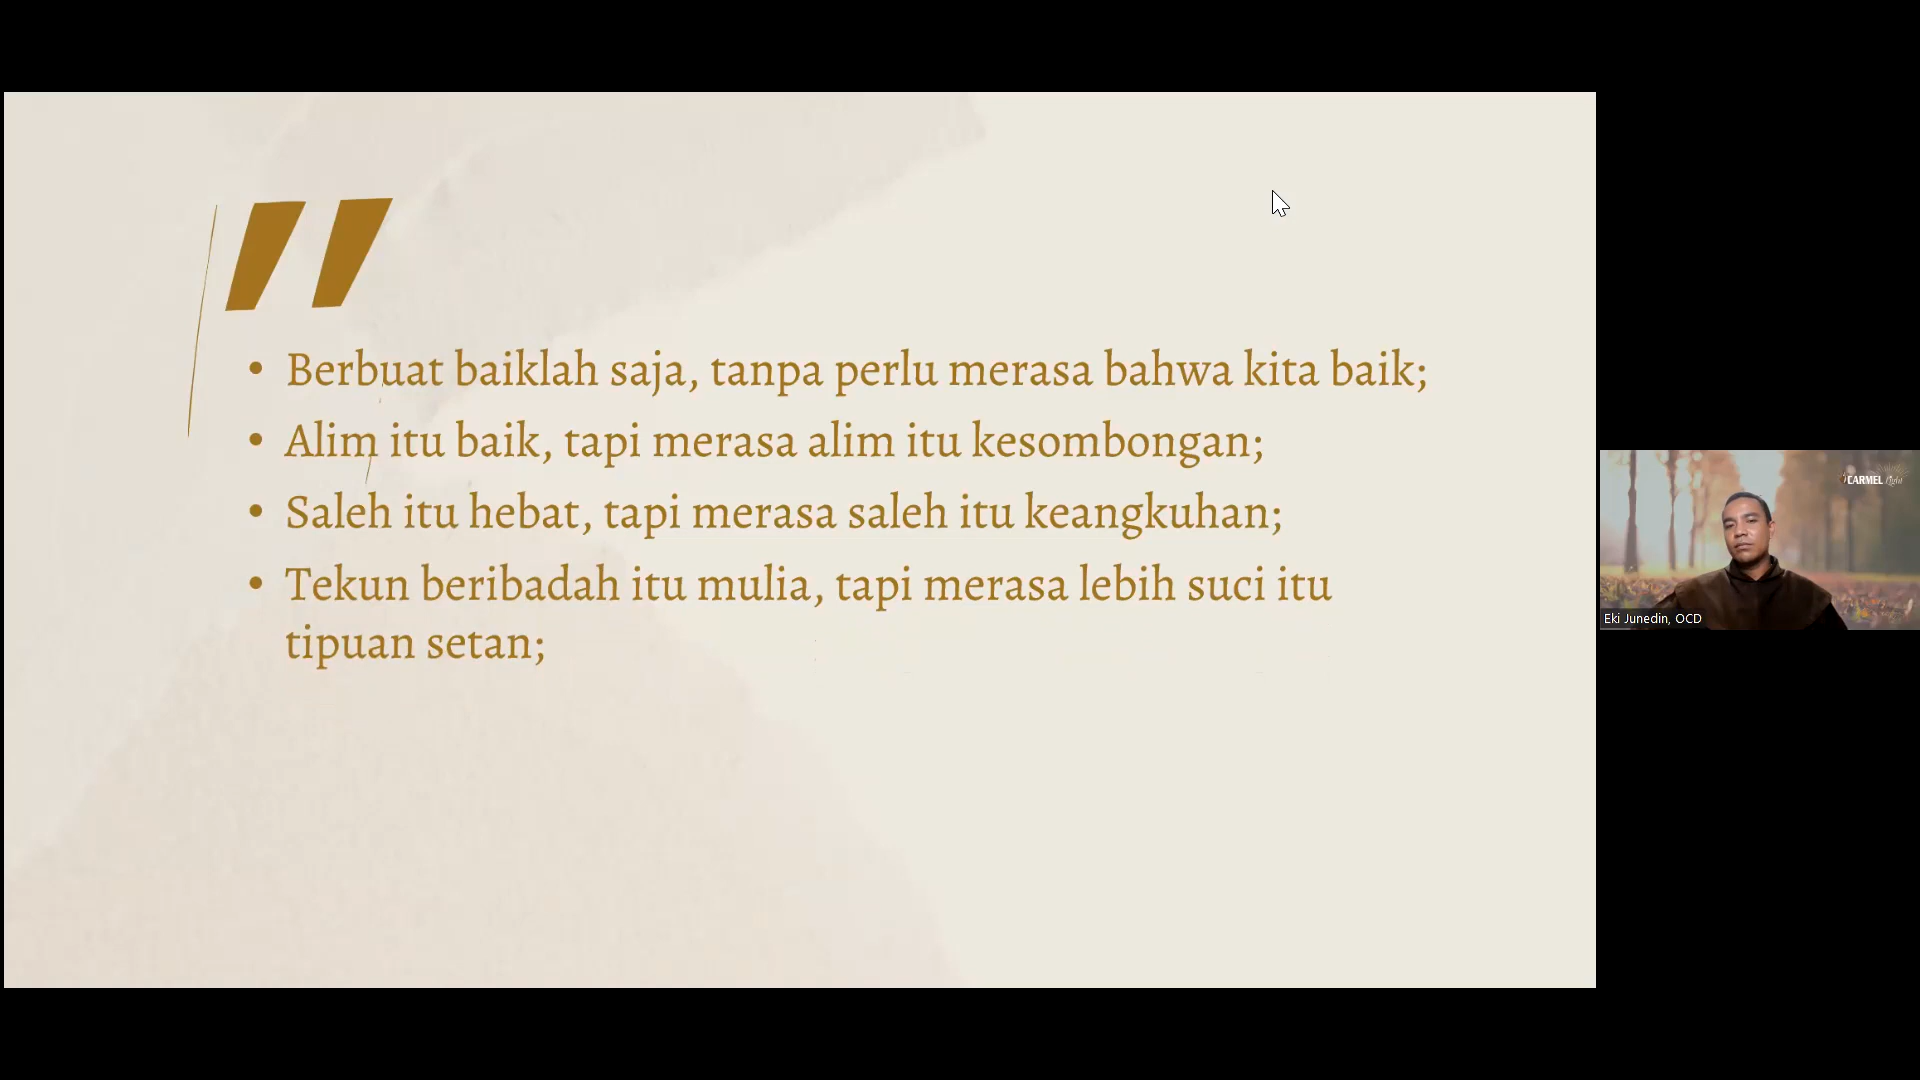 • Berbuat baiklah saja, tanpa perlu merasa bahwa kita baik;
• Alim itu baik, tapi merasa alim itu kesombongan;
• Saleh itu hebat, tapi merasa saleh itu keangkuhan;
• Tekun beribadah itu mulia, tapi merasa lebih suci itu
tipuan setan;
CARMEL Light
Eki Junedin, OCD